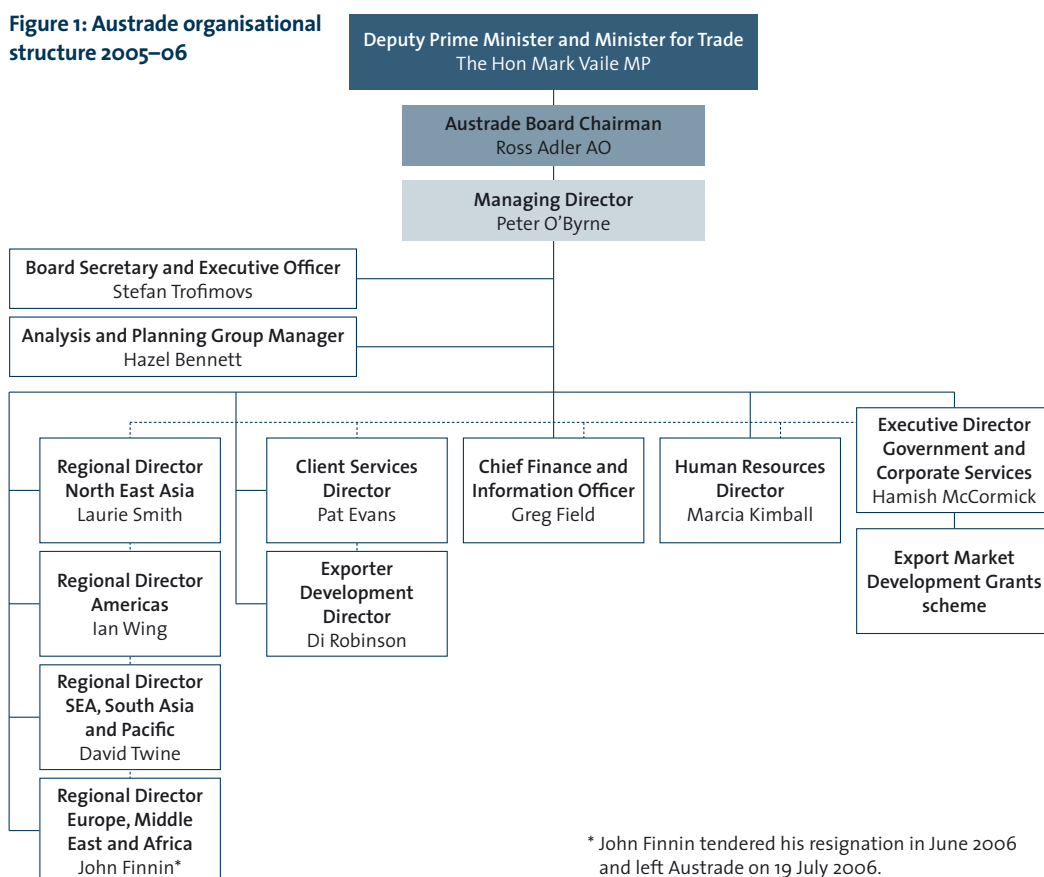 Figure 1: Austrade organisational
structure 2005–06
Deputy Prime Minister and Minister for Trade
The Hon Mark Vaile MP
Austrade Board Chairman
Ross Adler AO
Managing Director
Peter O’Byrne
Board Secretary and Executive Officer
Stefan Trofimovs
Analysis and Planning Group Manager
Hazel Bennett
Regional Director
North East Asia
Laurie Smith
Client Services
Director
Pat Evans
Chief Finance and
Information Officer
Greg Field
Human Resources
Director
Marcia Kimball
Executive Director
Government and
Corporate Services
Hamish McCormick
Regional Director
Americas
Ian Wing
Exporter
Development
Director
Di Robinson
Export Market
Development Grants
scheme
Regional Director
SEA, South Asia
and Pacific
David Twine
Regional Director
Europe, Middle
East and Africa
John Finnin*
* John Finnin tendered his resignation in June 2006
and left Austrade on 19 July 2006.